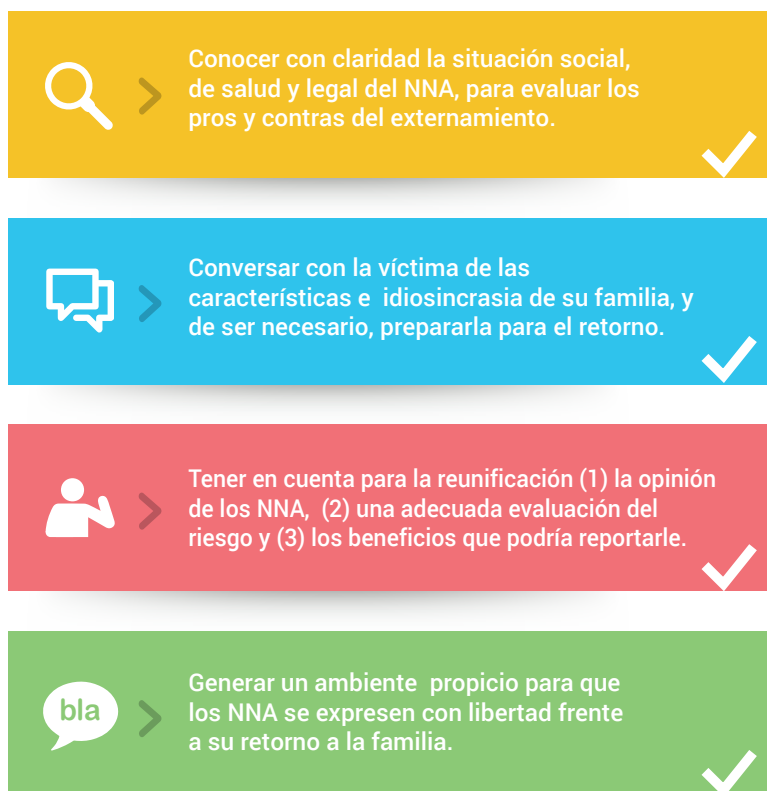 Conocer con claridad la situación social,
de salud y legal del NNA, para evaluar los
pros y contras del externamiento.
Conversar con la víctima de las
características e idiosincrasia de su familia, y
de ser necesario, prepararla para el retorno.
Tener en cuenta para la reunificación (1) la opinión
de los NNA, (2) una adecuada evaluación del
riesgo y (3) los beneficios que podría reportarle.
bla
Generar un ambiente propicio para que
los NNA se expresen con libertad frente
a su retorno a la familia.